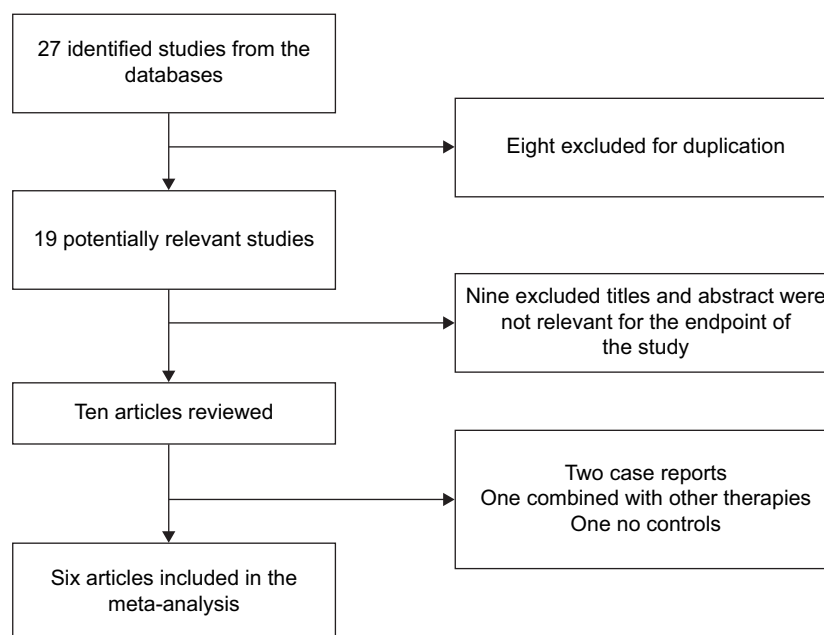 27 identified studies from the
databases
Eight excluded for duplication
19 potentially relevant studies
Nine excluded titles and abstract were
not relevant for the endpoint of
the study
Ten articles reviewed
Two case reports
One combined with other therapies
One no controls
Six articles included in the
meta-analysis